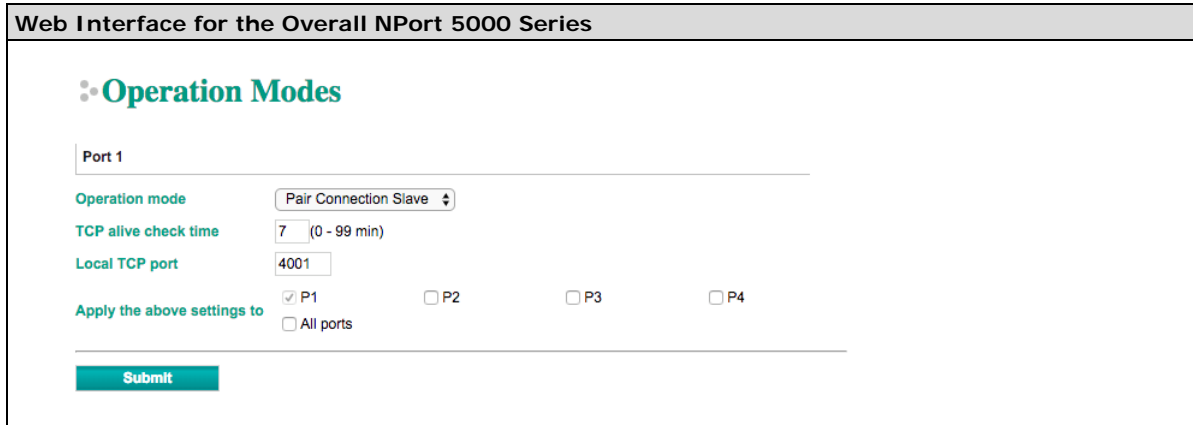 Web Interface for the Overall NPort 5000 Series
Operation Modes
Port 1
Operation mode Pair Connection Slave
TCP alive check time 7 (0 - 99 min)
Local TCP port 4001
Apply the above settings to P1 P2 P3 P4
All ports
Submit